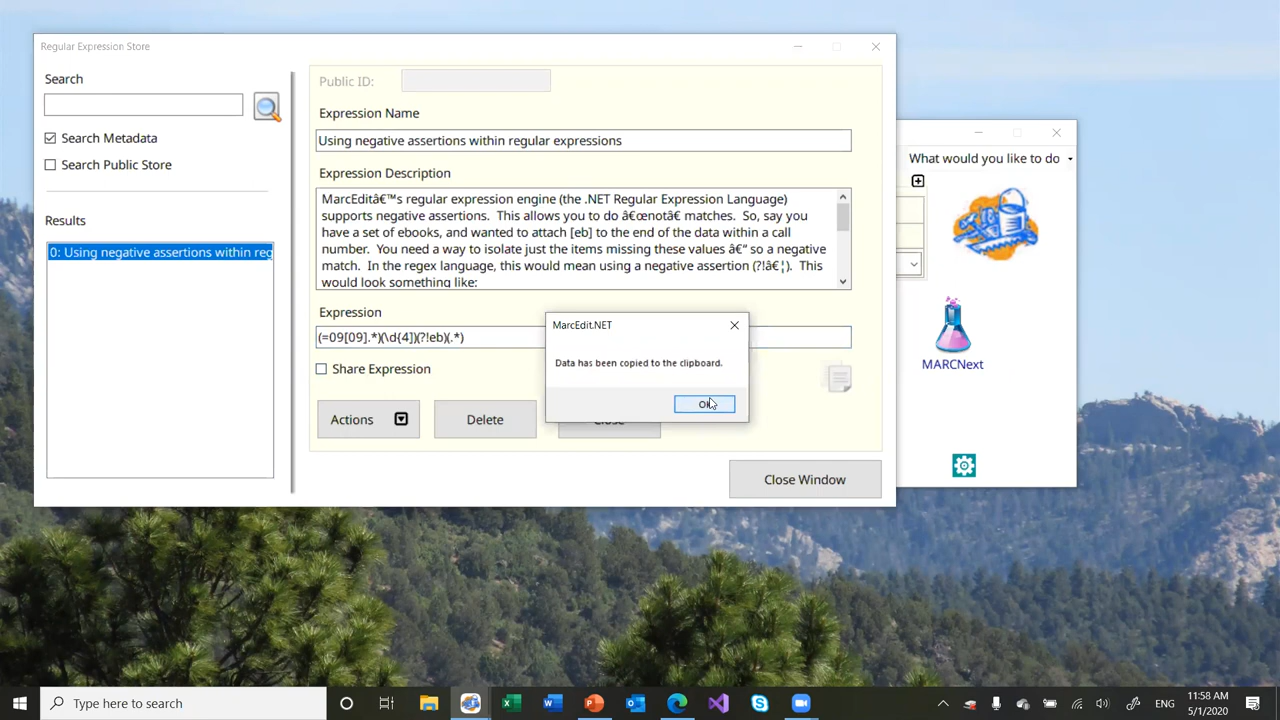 Regular Expression Store
Search
Search Metadata
Search Public Store
Results
0: Using negative assertions within reg
Public ID:
Expression Name
Using negative assertions within regular expressions
Expression Description
MarcEditâ€™s regular expression engine (the .NET Regular Expression Language)
supports negative assertions.  This allows you to do â€œnotâ€ matches.  So, say you
have a set of ebooks, and wanted to attach [eb] to the end of the data within a call
number.  You need a way to isolate just the items missing these values â€" so a negative
match.  In the regex language, this would mean using a negative assertion (?!â€¦).  This
would look something like:
Expression
(=09[09].*)(\d{4])(?!eb)(.*)
Share Expression
Actions
Delete
Close
Close Window
MarcEdit.NET
Data has been copied to the clipboard.
OK
What would you like to do
MARCNext
Type here to search
ENG
11:58 AM
5/1/2020